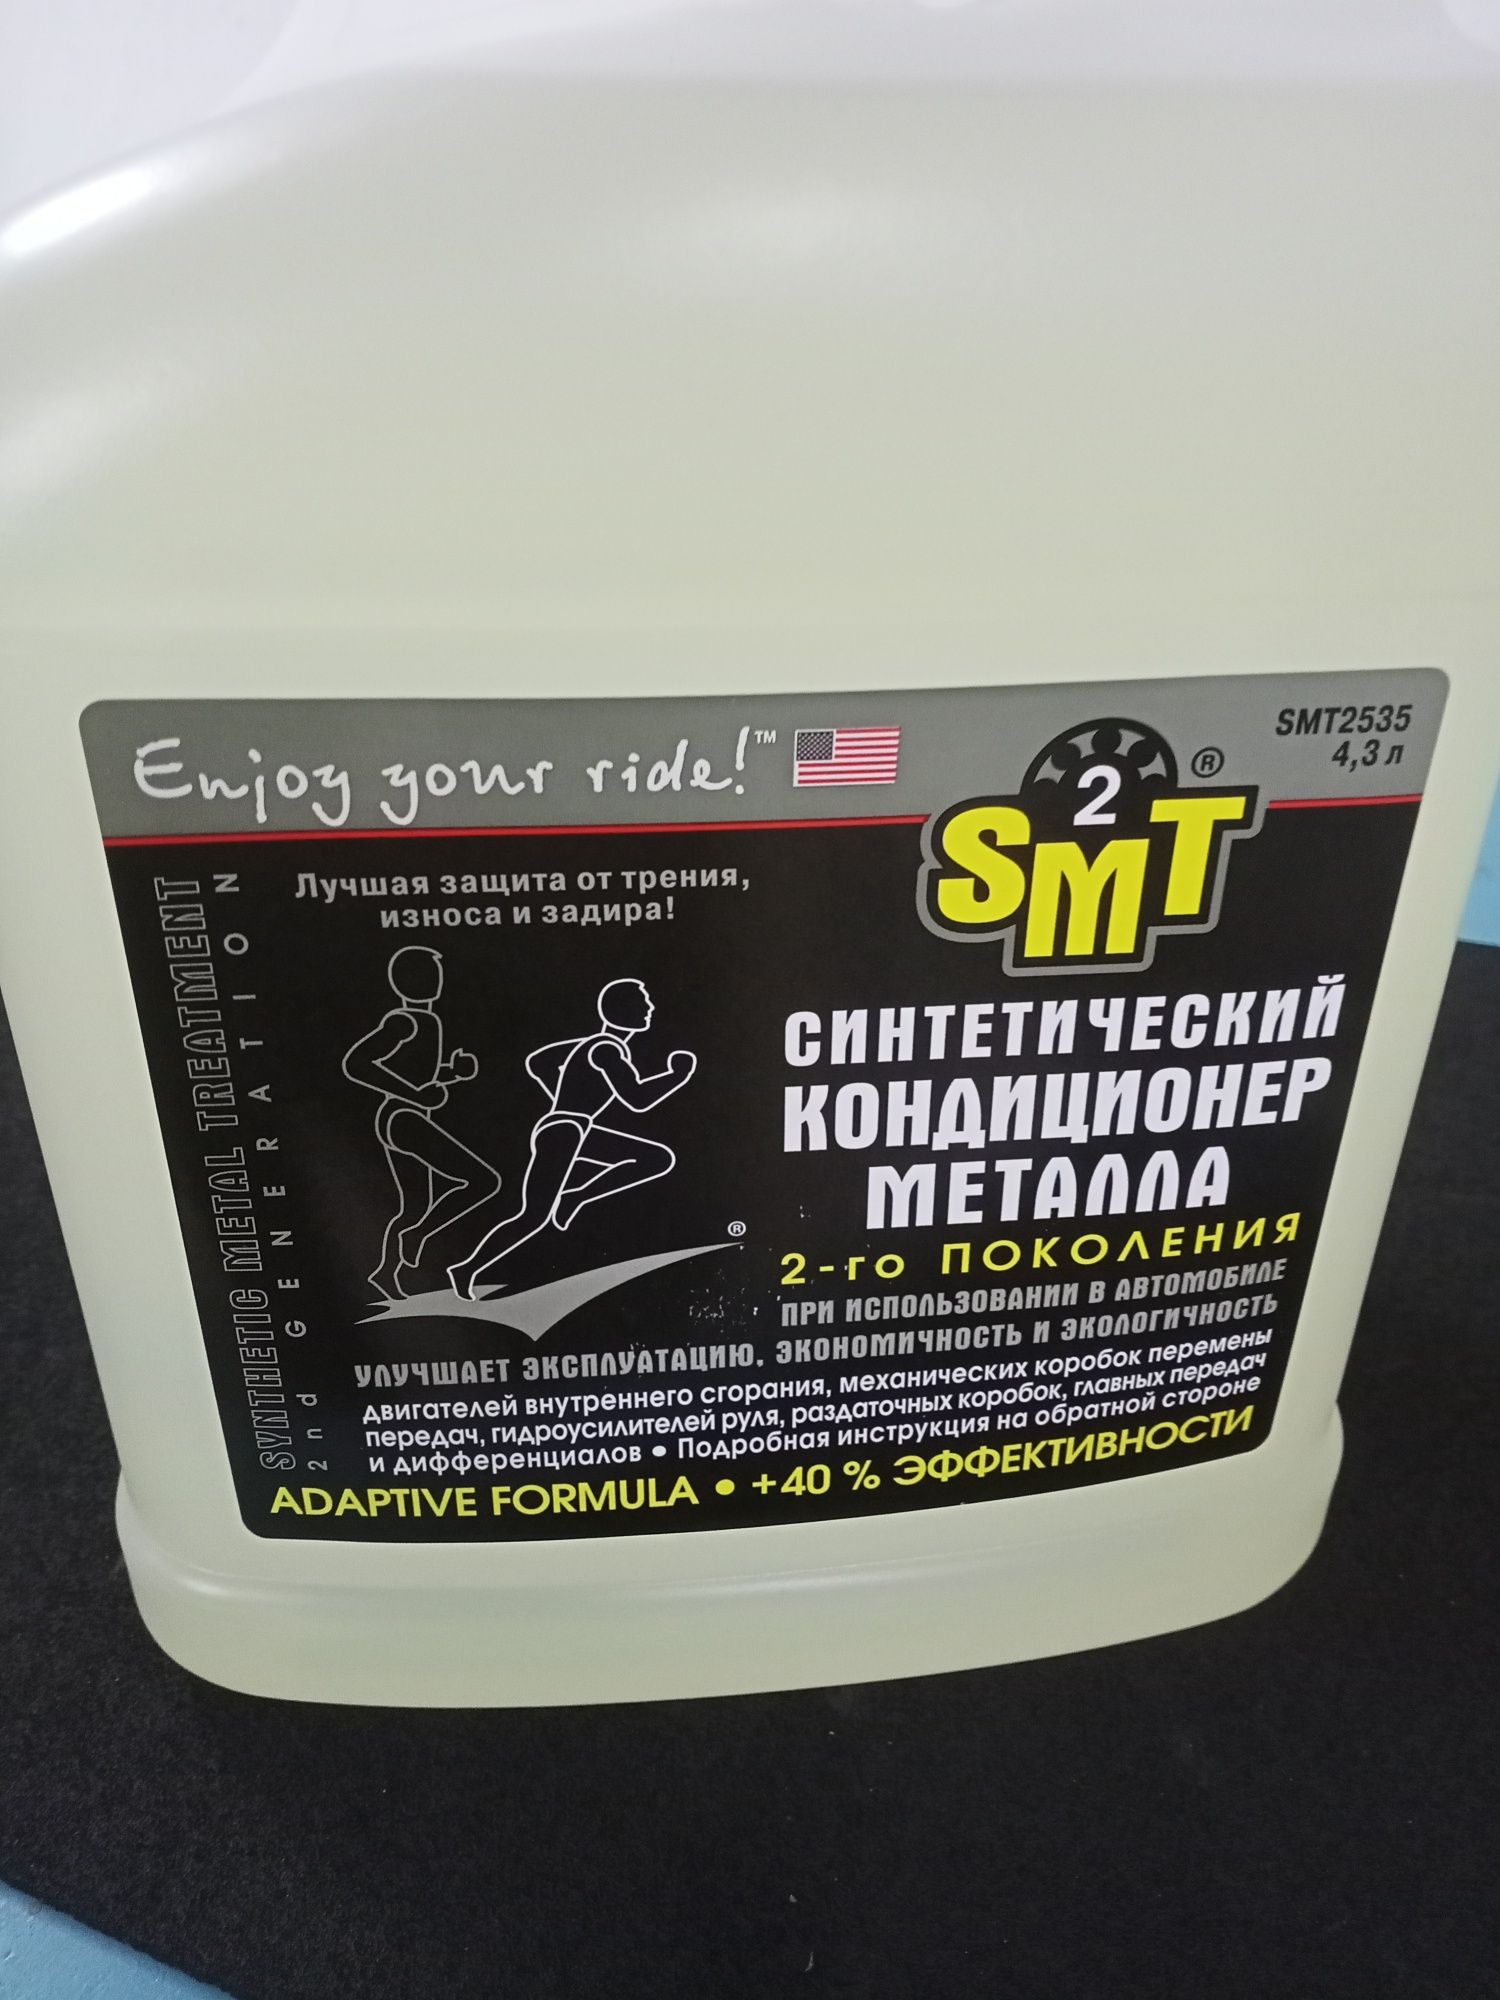 Enjoy your ride!™
SMT2535
4,3 л
2
®
SMT
Лучшая защита от трения,
износа и задира!
SYNTHETIC METAL TREATMENT
2nd GENERATION
®
СИНТЕТИЧЕСКИЙ
КОНДИЦИОНЕР
МЕТАЛЛА
2-го ПОКОЛЕНИЯ
ПРИ ИСПОЛЬЗОВАНИИ В АВТОМОБИЛЕ
УЛУЧШАЕТ ЭКСПЛУАТАЦИЮ, ЭКОНОМИЧНОСТЬ И ЭКОЛОГИЧНОСТЬ
двигателей внутреннего сгорания, механических коробок перемены
передач, гидроусилителей руля, раздаточных коробок, главных передач
и дифференциалов • Подробная инструкция на обратной стороне
ADAPTIVE FORMULA • +40 % ЭФФЕКТИВНОСТИ